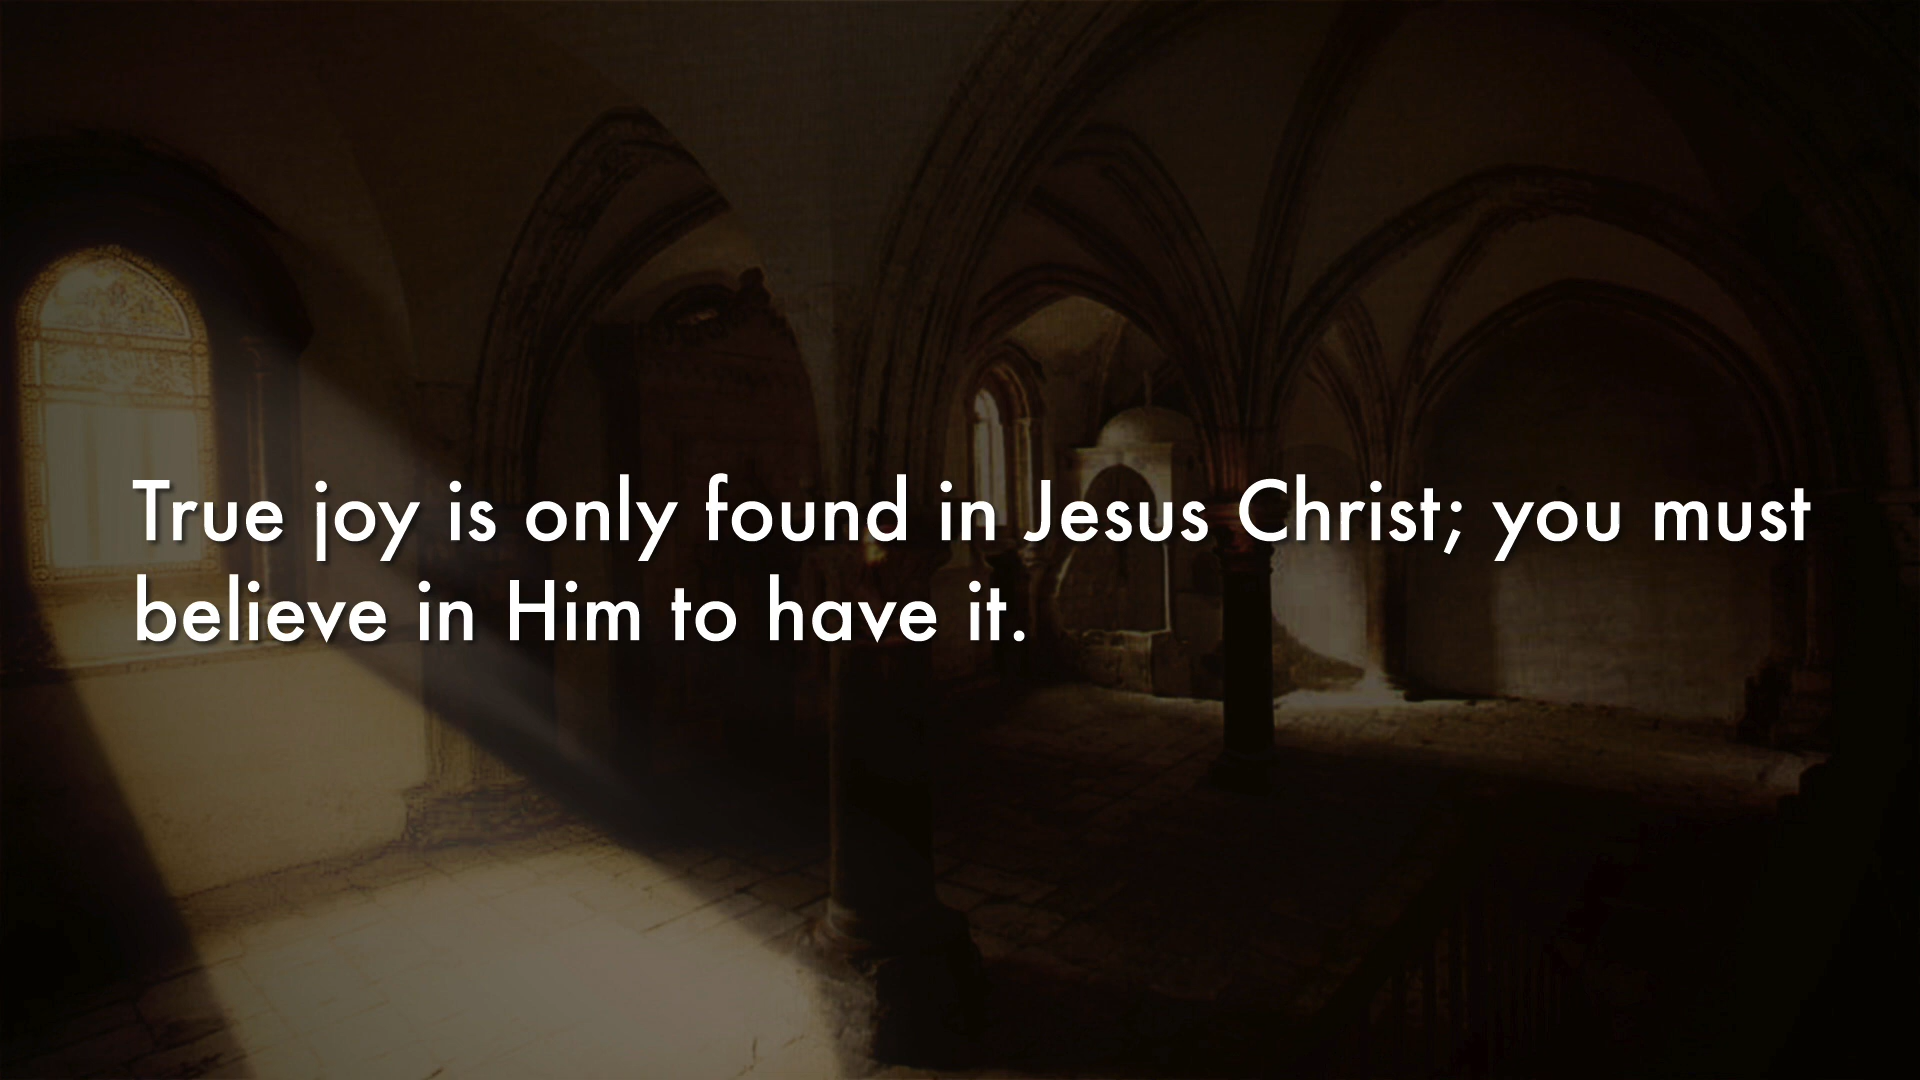 True joy is only found in Jesus Christ; you must
believe in Him to have it.